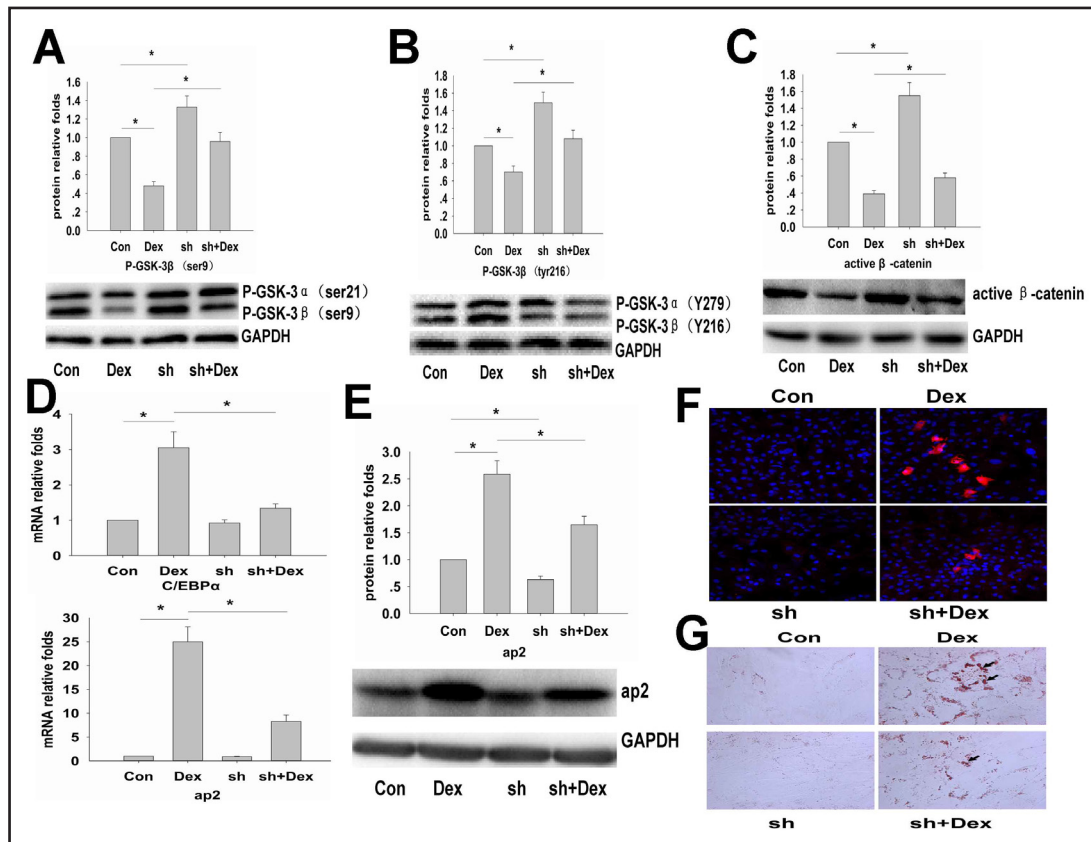 A
*
*
*
protein relative folds
1.6
1.4
1.2
1.0
.8
.6
.4
.2
0.0
Con Dex sh sh+Dex
P-GSK-3β (ser9)
P-GSK-3α (ser21)
P-GSK-3β (ser9)
GAPDH
Con Dex sh sh+Dex
B
*
*
*
protein relative folds
1.8
1.6
1.4
1.2
1.0
.8
.6
.4
.2
0.0
Con Dex sh sh+Dex
P-GSK-3β (tyr216)
P-GSK-3α (Y279)
P-GSK-3β (Y216)
GAPDH
Con Dex sh sh+Dex
C
*
*
*
protein relative folds
1.8
1.6
1.4
1.2
1.0
.8
.6
.4
.2
0.0
Con Dex sh sh+Dex
active β-catenin
active β-catenin
GAPDH
Con Dex sh sh+Dex
D
*
*
mRNA relative folds
4
3
2
1
0
Con Dex sh sh+Dex
C/EBPα
*
*
mRNA relative folds
30
25
20
15
10
5
0
Con Dex sh sh+Dex
ap2
E
*
*
*
protein relative folds
3.0
2.5
2.0
1.5
1.0
.5
0.0
Con Dex sh sh+Dex
ap2
ap2
GAPDH
Con Dex sh sh+Dex
F
Con Dex
sh sh+Dex
G
Con Dex
sh sh+Dex